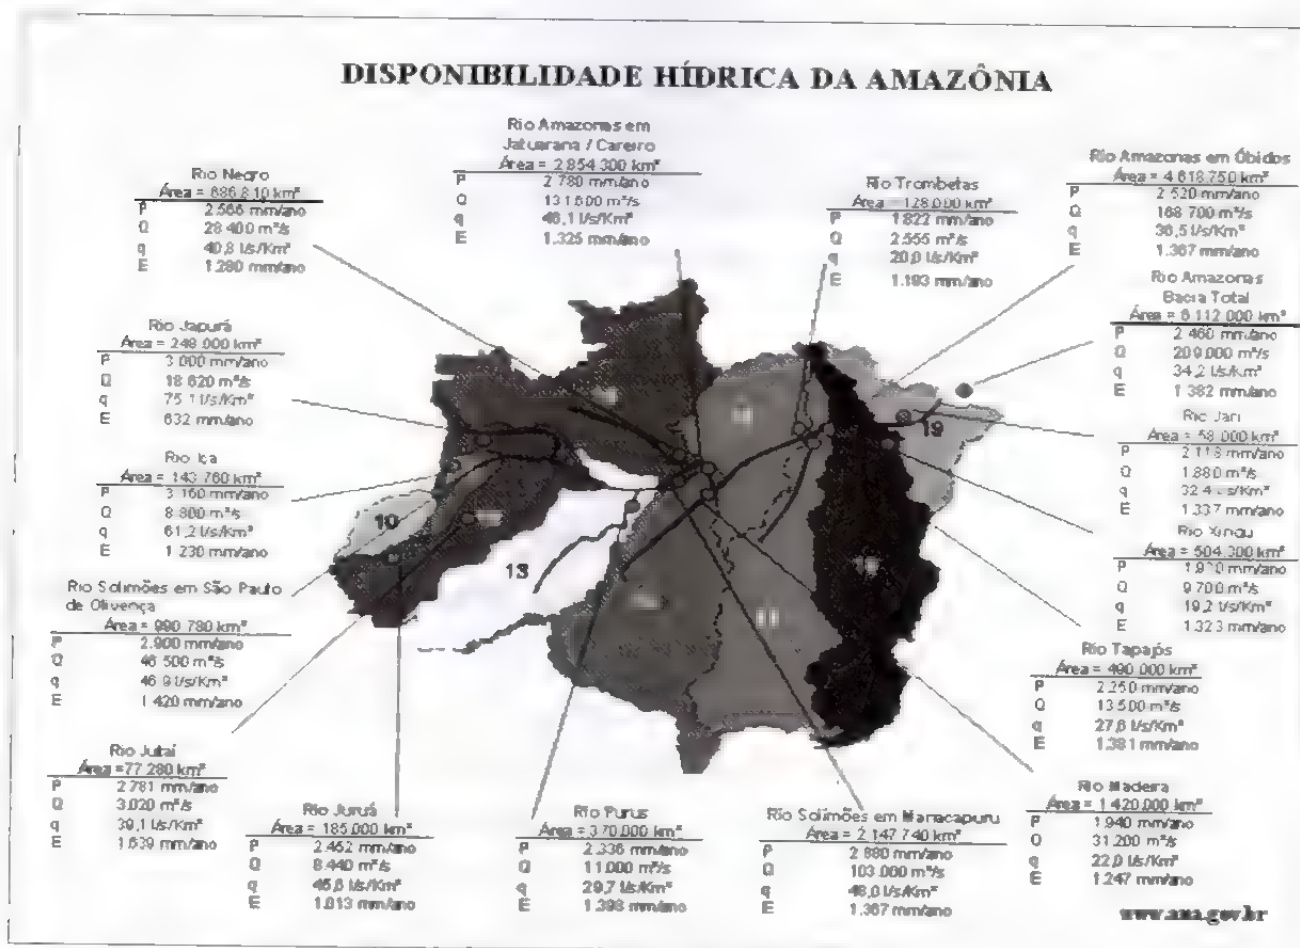 DISPONIBILIDADE HÍDRICA DA AMAZÔNIA
Rio Negro
Área = 686.810 km²
P 2.566 mm/ano
Q 28.400 m³/s
q 40,8 l/s/Km²
E 1.280 mm/ano
Rio Amazonas em
Jatuarana / Careiro
Área = 2.854.300 km²
P 2.780 mm/ano
Q 131.600 m³/s
q 46,1 l/s/Km²
E 1.325 mm/ano
Rio Trombetas
Área = 128.000 km²
P 1.822 mm/ano
Q 2.555 m³/s
q 20,0 l/s/Km²
E 1.193 mm/ano
Rio Amazonas em Óbidos
Área = 4.618.750 km²
P 2.520 mm/ano
Q 168.700 m³/s
q 36,5 l/s/Km²
E 1.367 mm/ano
Rio Amazonas
Bacia Total
Área = 6.112.000 km²
P 2.460 mm/ano
Q 209.000 m³/s
q 34,2 l/s/Km²
E 1.382 mm/ano
Rio Japurá
Área = 248.000 km²
P 3.000 mm/ano
Q 18.620 m³/s
q 75,1 l/s/Km²
E 632 mm/ano
Rio Jari
Área = 58.000 km²
P 2.118 mm/ano
Q 1.880 m³/s
q
E 1.337 mm/ano
19
Rio Iça
Área = 143.760 km²
P 3.160 mm/ano
Q 8.800 m³/s
q 61,2 l/s/Km²
E 1.230 mm/ano
10
13
Rio Xingu
Área = 504.300 km²
P mm/ano
Q 9.700 m³/s
q 19,2 l/s/Km²
E 1.323 mm/ano
Rio Solimões em São Paulo
de Olivença
Área = 990.780 km²
P 2.900 mm/ano
Q 46.500 m³/s
q 46,9 l/s/Km²
E 1.420 mm/ano
Rio Tapajós
Área = 490.000 km²
P 2.250 mm/ano
Q 13.500 m³/s
q 27,6 l/s/Km²
E 1.381 mm/ano
Rio Jutaí
Área = 77.280 km²
P 2.781 mm/ano
Q 3.020 m³/s
q 39,1 l/s/Km²
E 1.639 mm/ano
Rio Juruá
Área = 185.000 km²
P 2.452 mm/ano
Q 8.440 m³/s
q 45,6 l/s/Km²
E 1.013 mm/ano
Rio Purus
Área = 370.000 km²
P 2.336 mm/ano
Q 11.000 m³/s
q 29,7 l/s/Km²
E 1.398 mm/ano
Rio Solimões em Manacapuru
Área = 2.147.740 km²
P 2.880 mm/ano
Q 103.000 m³/s
q 48,0 l/s/Km²
E 1.367 mm/ano
Rio Madeira
Área = 1.420.000 km²
P 1.940 mm/ano
Q 31.200 m³/s
q 22,0 l/s/Km²
E 1.247 mm/ano
www.ana.gov.br